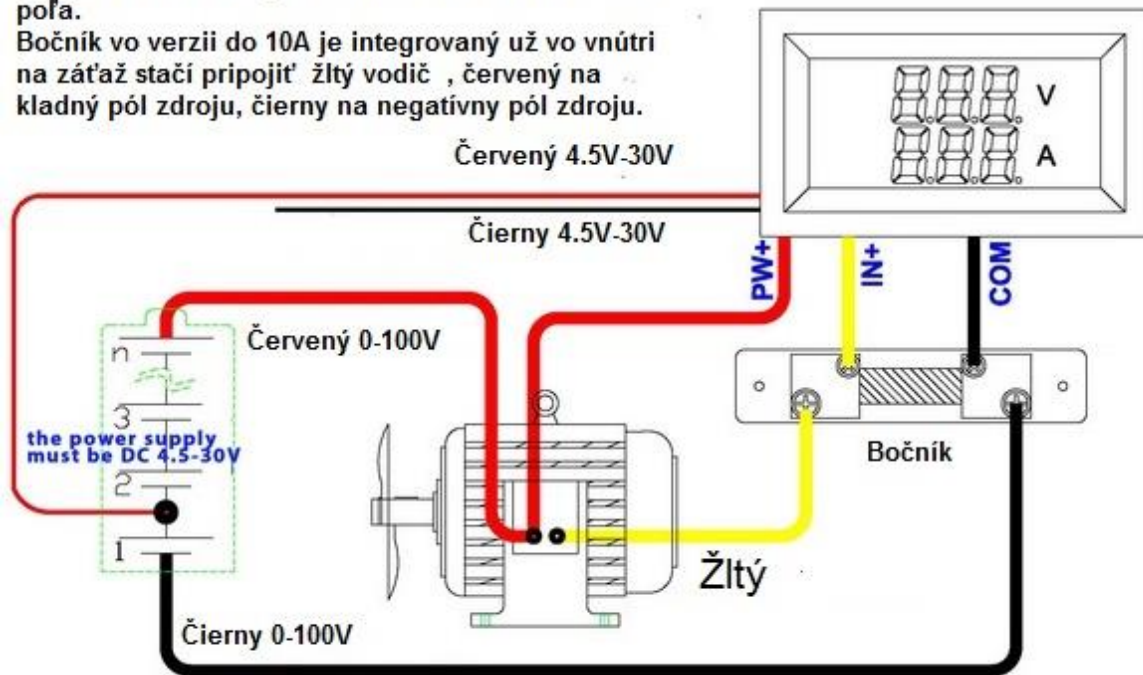 poľa.
Bočník vo verzii do 10A je integrovaný už vo vnútri
na záťaž stačí pripojiť žltý vodič , červený na
kladný pól zdroju, čierny na negatívny pól zdroju.
V
A
Červený 4.5V-30V
Čierny 4.5V-30V
PW+
IN+
COM
Červený 0-100V
n
3
the power supply
must be DC 4.5-30V
2
1
Bočník
Žltý
Čierny 0-100V